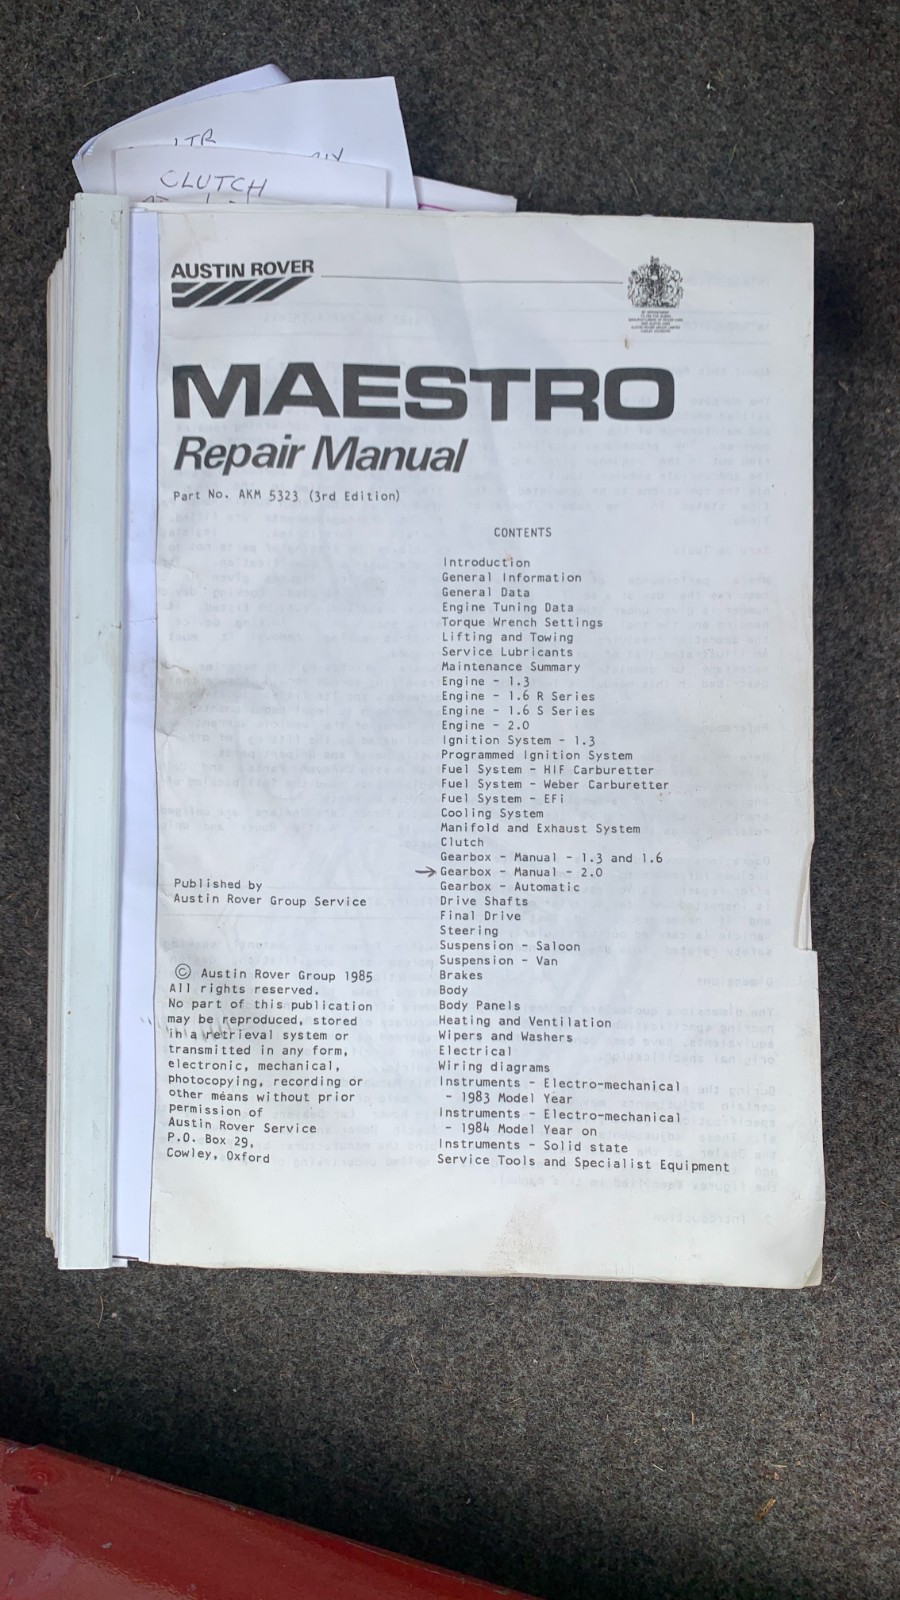 CLUTCH
AUSTIN ROVER
MAESTRO
Repair Manual
Part No. AKM 5323 (3rd Edition)
CONTENTS
Introduction
General Information
General Data
Engine Tuning Data
Torque Wrench Settings
Lifting and Towing
Service Lubricants
Maintenance Summary
Engine - 1.3
Engine - 1.6 R Series
Engine - 1.6 S Series
Engine - 2.0
Ignition System - 1.3
Programmed Ignition System
Fuel System - HIF Carburetter
Fuel System - Weber Carburetter
Fuel System - EFi
Cooling System
Manifold and Exhaust System
Clutch
Gearbox - Manual - 1.3 and 1.6
→ Gearbox - Manual - 2.0
Gearbox - Automatic
Drive Shafts
Final Drive
Steering
Suspension - Saloon
Suspension - Van
Brakes
Body
Body Panels
Heating and Ventilation
Wipers and Washers
Electrical
Wiring diagrams
Instruments - Electro-mechanical
- 1983 Model Year
Instruments - Electro-mechanical
- 1984 Model Year on
Instruments - Solid state
Service Tools and Specialist Equipment
Published by
Austin Rover Group Service
© Austin Rover Group 1985
All rights reserved.
No part of this publication
may be reproduced, stored
in a retrieval system or
transmitted in any form,
electronic, mechanical,
photocopying, recording or
other means without prior
permission of
Austin Rover Service
P.O. Box 29,
Cowley, Oxford